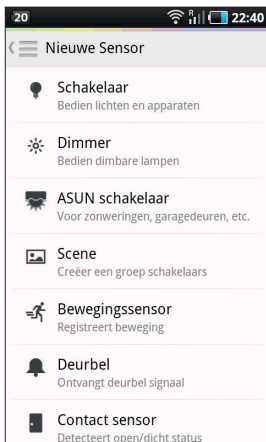 20 R 22:40
Nieuwe Sensor
Schakelaar
Bedien lichten en apparaten
Dimmer
Bedien dimbare lampen
ASUN schakelaar
Voor zonweringen, garagedeuren, etc.
Scene
Creëer een groep schakelaars
Bewegingssensor
Registreert beweging
Deurbel
Ontvangt deurbel signaal
Contact sensor
Detecteert open/dicht status